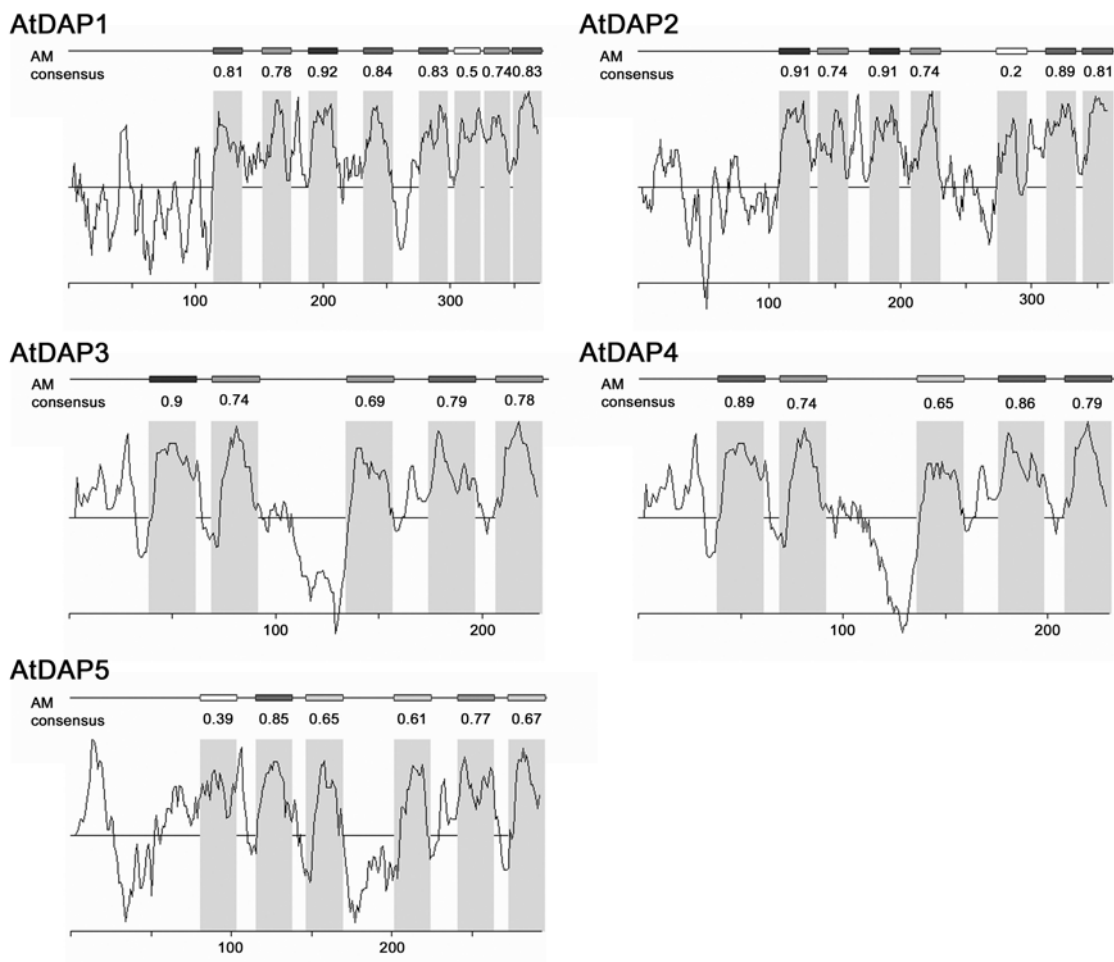 AtDAP1
AM
consensus
0.81 0.78 0.92 0.84 0.83 0.5 0.74 0.83
100 200 300
AtDAP2
AM
consensus
0.91 0.74 0.91 0.74 0.2 0.89 0.81
100 200 300
AtDAP3
AM
consensus
0.9 0.74 0.69 0.79 0.78
100 200
AtDAP4
AM
consensus
0.89 0.74 0.65 0.86 0.79
100 200
AtDAP5
AM
consensus
0.39 0.85 0.65 0.61 0.77 0.67
100 200